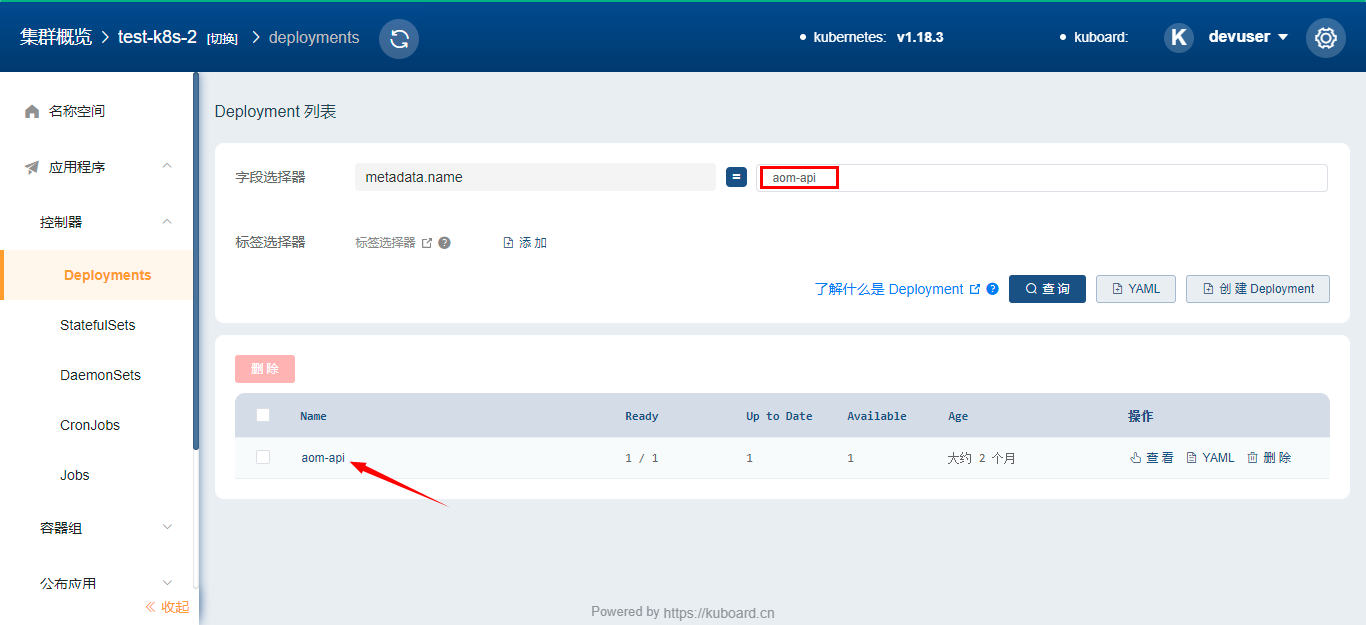 集群概览 > test-k8s-2 [切换] > deployments
• kubernetes: v1.18.3
• kuboard:
K devuser
名称空间
应用程序
控制器
Deployments
StatefulSets
DaemonSets
CronJobs
Jobs
容器组
公布应用
收起
Deployment 列表
字段选择器 metadata.name = aom-api
标签选择器 标签选择器 ? 添 加
了解什么是 Deployment ? 查 询 YAML 创 建 Deployment
删 除
Name Ready Up to Date Available Age 操作
aom-api 1 / 1 1 1 大约 2 个月 查 看 YAML 删 除
Powered by https://kuboard.cn